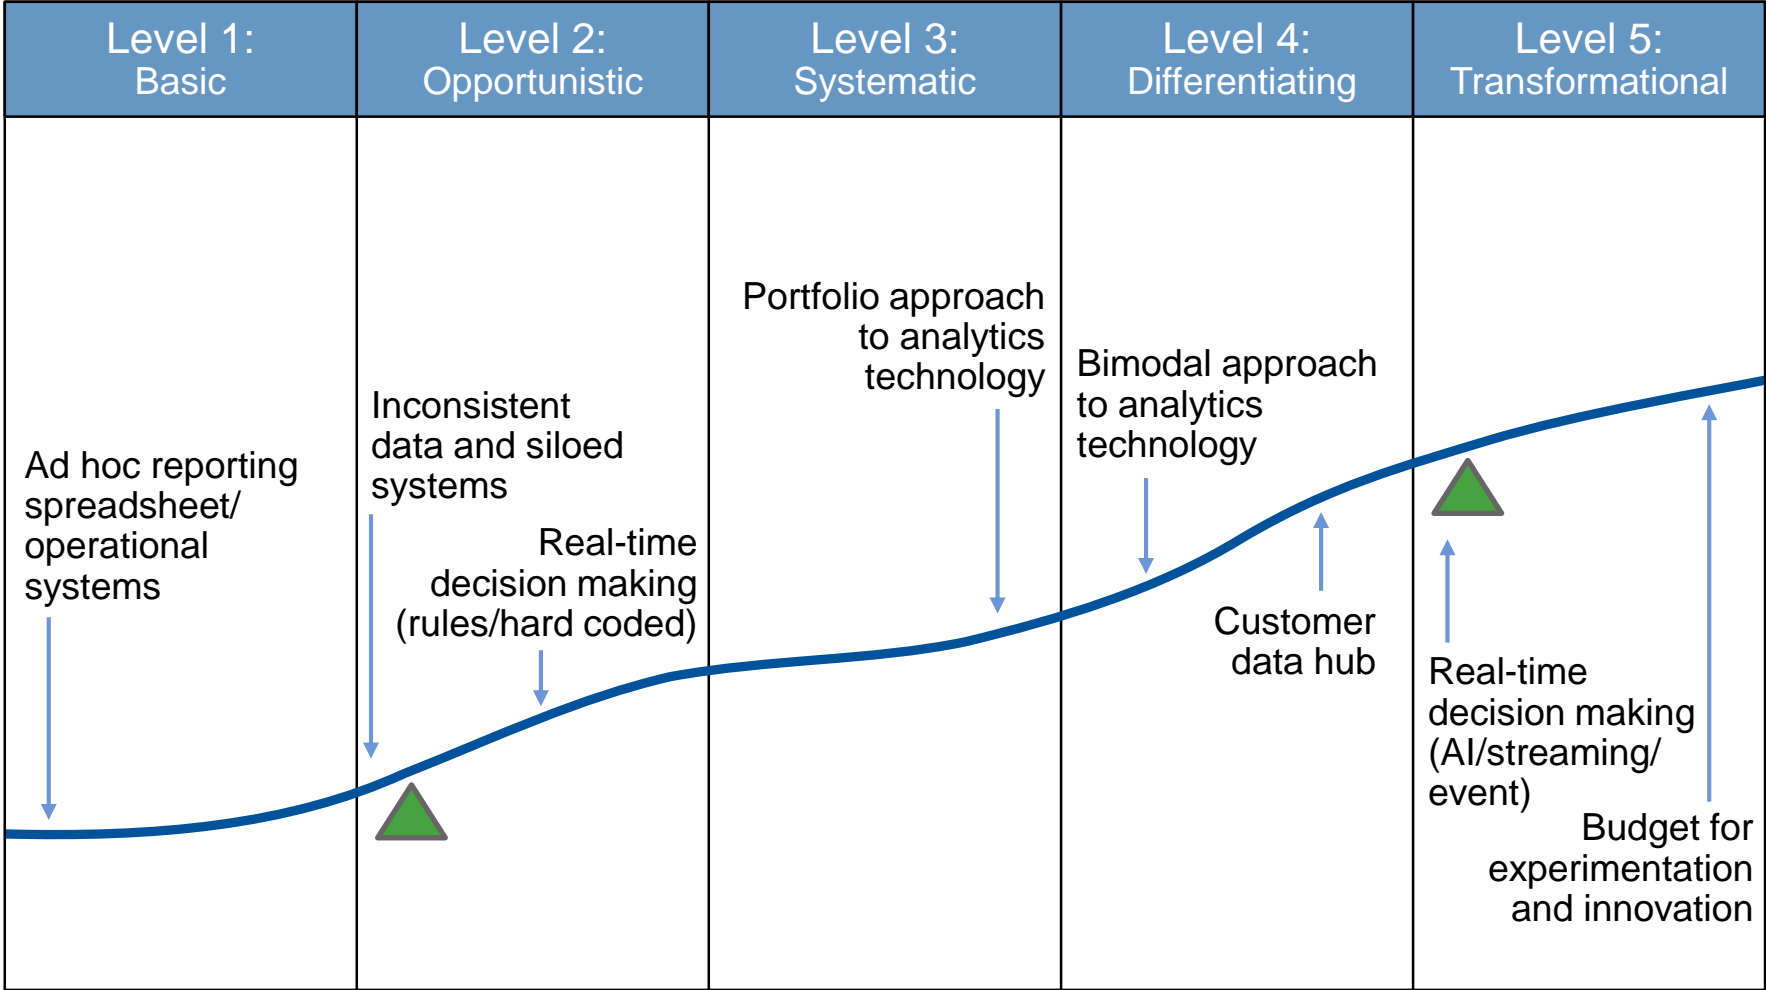 Level 1:
Basic
Level 2:
Opportunistic
Level 3:
Systematic
Level 4:
Differentiating
Level 5:
Transformational
Ad hoc reporting
spreadsheet/
operational
systems
Inconsistent
data and siloed
systems
Real-time
decision making
(rules/hard coded)
Portfolio approach
to analytics
technology
Bimodal approach
to analytics
technology
Customer
data hub
Real-time
decision making
(AI/streaming/
event)
Budget for
experimentation
and innovation